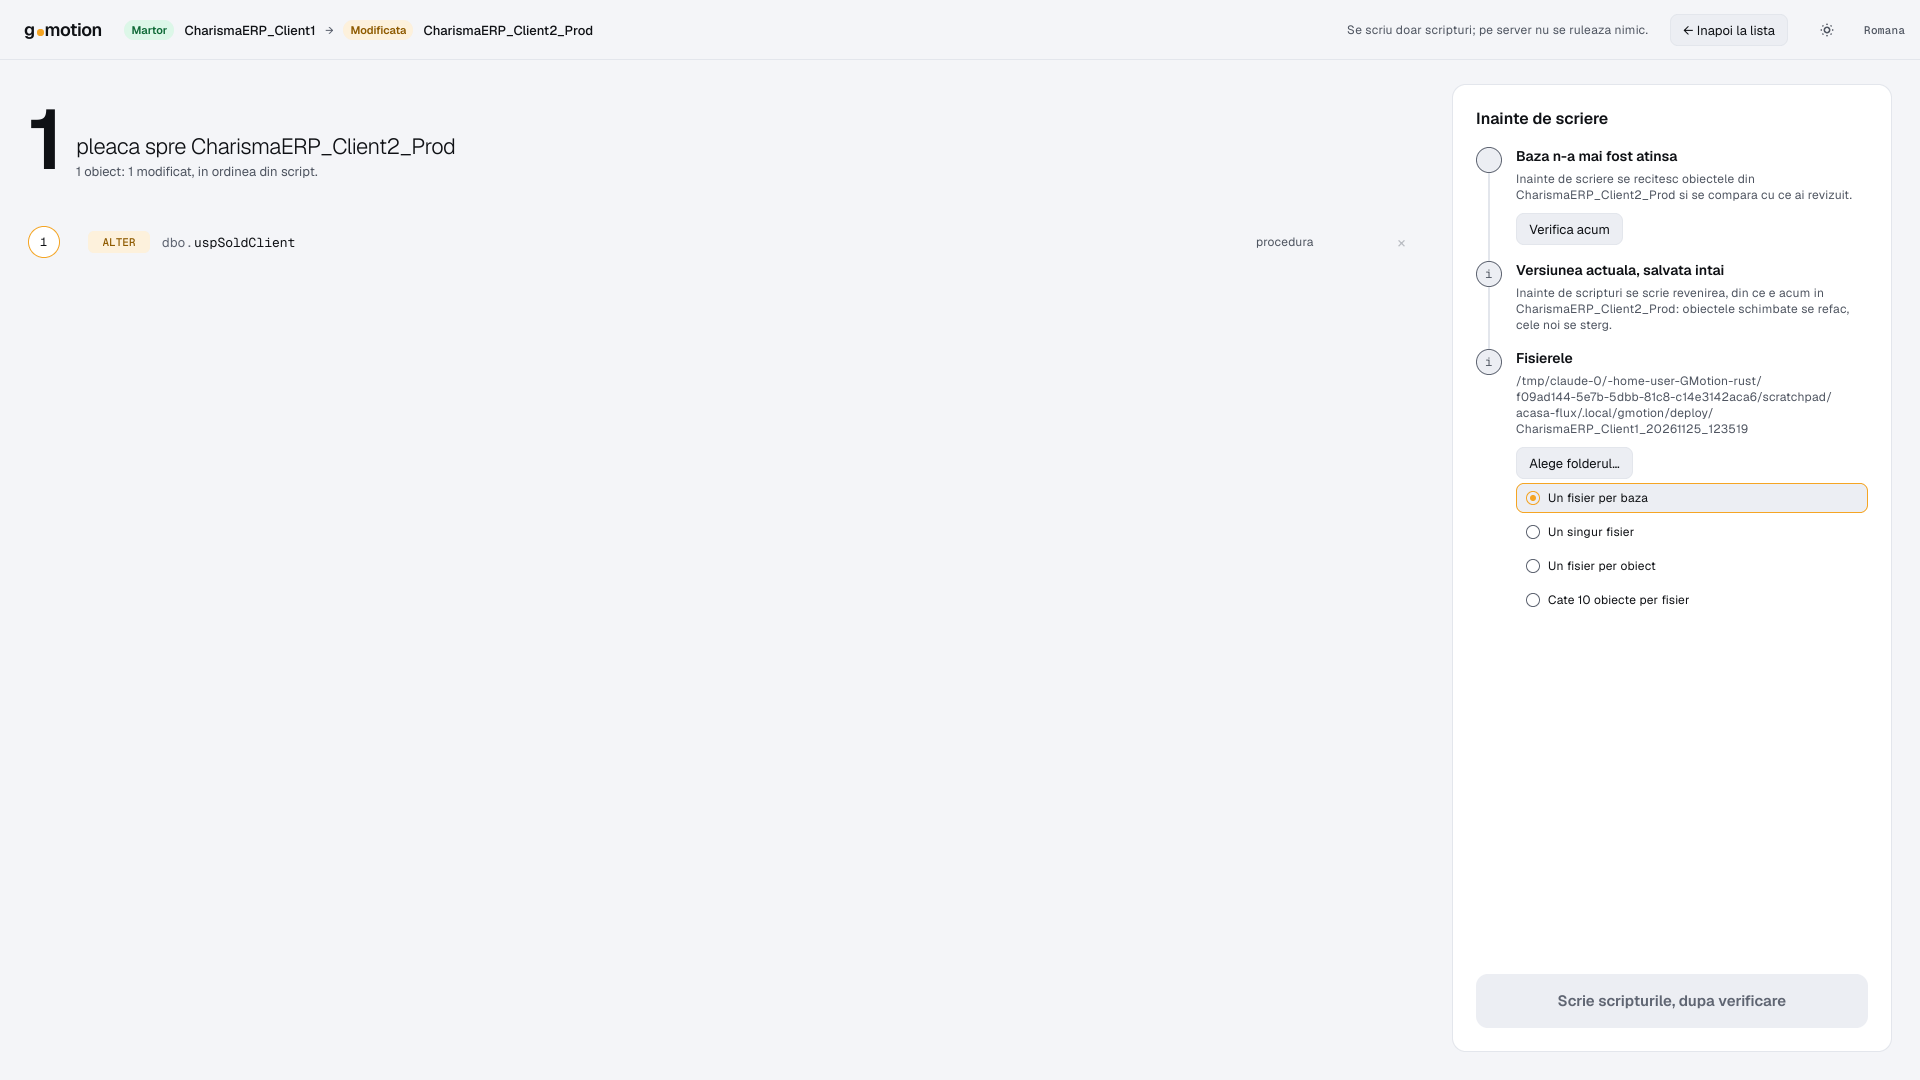 g●motion Martor CharismaERP_Client1 → Modificata CharismaERP_Client2_Prod Se scriu doar scripturi; pe server nu se ruleaza nimic. ← Inapoi la lista Romana
1 pleaca spre CharismaERP_Client2_Prod
1 obiect: 1 modificat, in ordinea din script.
1 ALTER dbo.uspSoldClient procedura ×
Inainte de scriere
Baza n-a mai fost atinsa
Inainte de scriere se recitesc obiectele din
CharismaERP_Client2_Prod si se compara cu ce ai revizuit.
Verifica acum
i Versiunea actuala, salvata intai
Inainte de scripturi se scrie revenirea, din ce e acum in
CharismaERP_Client2_Prod: obiectele schimbate se refac,
cele noi se sterg.
i Fisierele
/tmp/claude-0/-home-user-GMotion-rust/
f09ad144-5e7b-5dbb-81c8-c14e3142aca6/scratchpad/
acasa-flux/.local/gmotion/deploy/
CharismaERP_Client1_20261125_123519
Alege folderul…
Un fisier per baza
Un singur fisier
Un fisier per obiect
Cate 10 obiecte per fisier
Scrie scripturile, dupa verificare